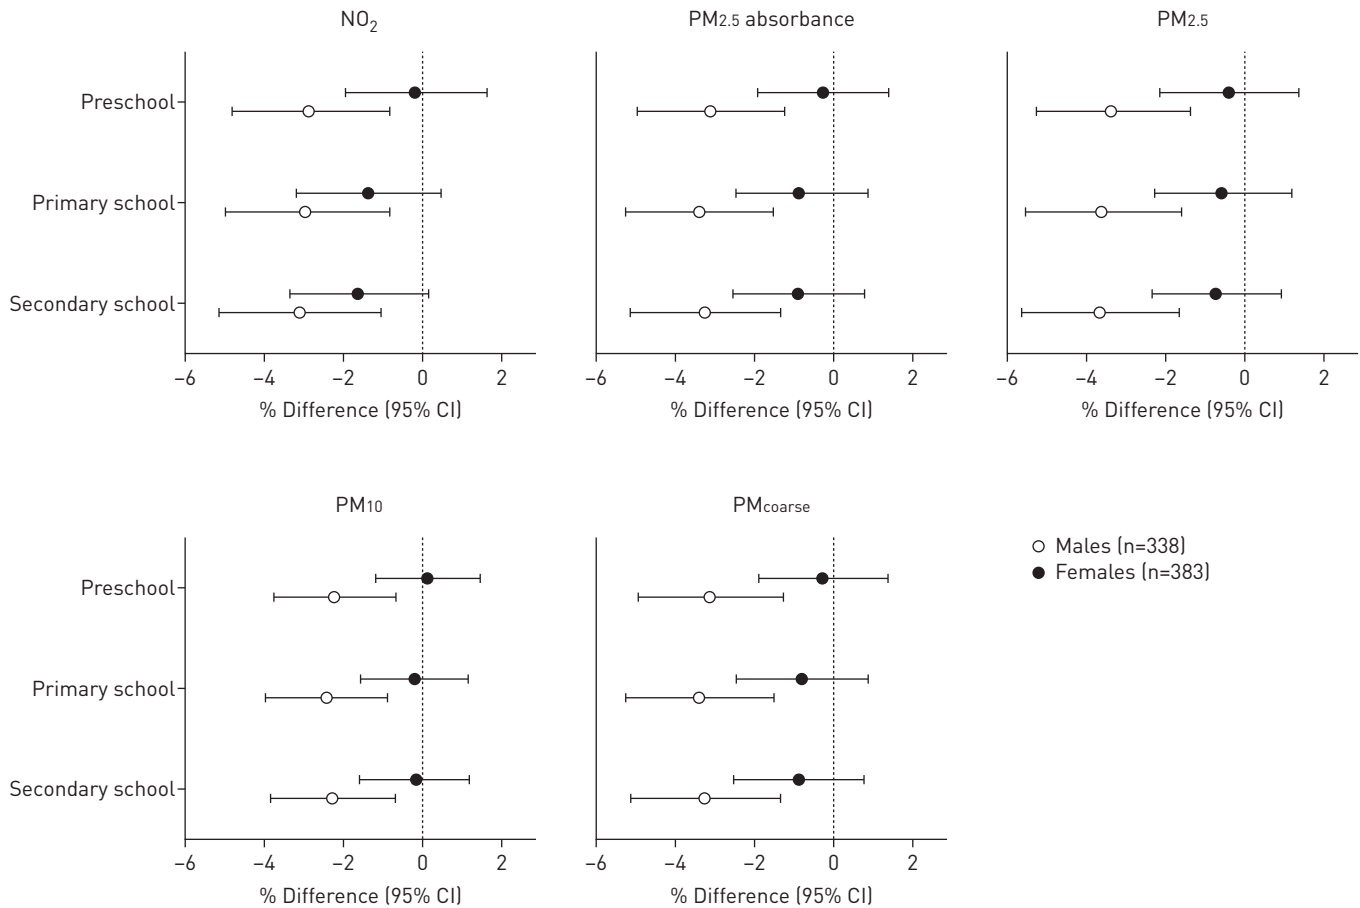 NO2
PM2.5 absorbance
PM2.5
Preschool
Primary school
Secondary school
–6 –4 –2 0 2
–6 –4 –2 0 2
–6 –4 –2 0 2
% Difference (95% CI)
% Difference (95% CI)
% Difference (95% CI)
PM10
PMcoarse
Males (n=338)
Females (n=383)
Preschool
Primary school
Secondary school
–6 –4 –2 0 2
–6 –4 –2 0 2
% Difference (95% CI)
% Difference (95% CI)